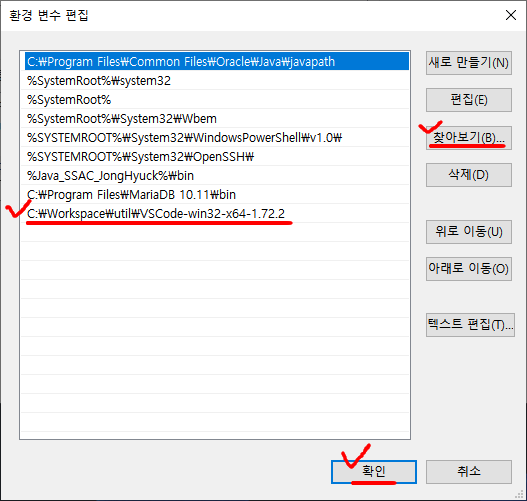 환경 변수 편집
C:₩Program Files₩Common Files₩Oracle₩Java₩javapath
%SystemRoot%₩system32
%SystemRoot%
%SystemRoot%₩System32₩Wbem
%SYSTEMROOT%₩System32₩WindowsPowerShell₩v1.0₩
%SYSTEMROOT%₩System32₩OpenSSH₩
%Java_SSAC_JongHyuck%₩bin
C:₩Program Files₩MariaDB 10.11₩bin
C:₩Workspace₩util₩VSCode-win32-x64-1.72.2
새로 만들기(N)
편집(E)
찾아보기(B)...
삭제(D)
위로 이동(U)
아래로 이동(O)
텍스트 편집(T)...
확인
취소